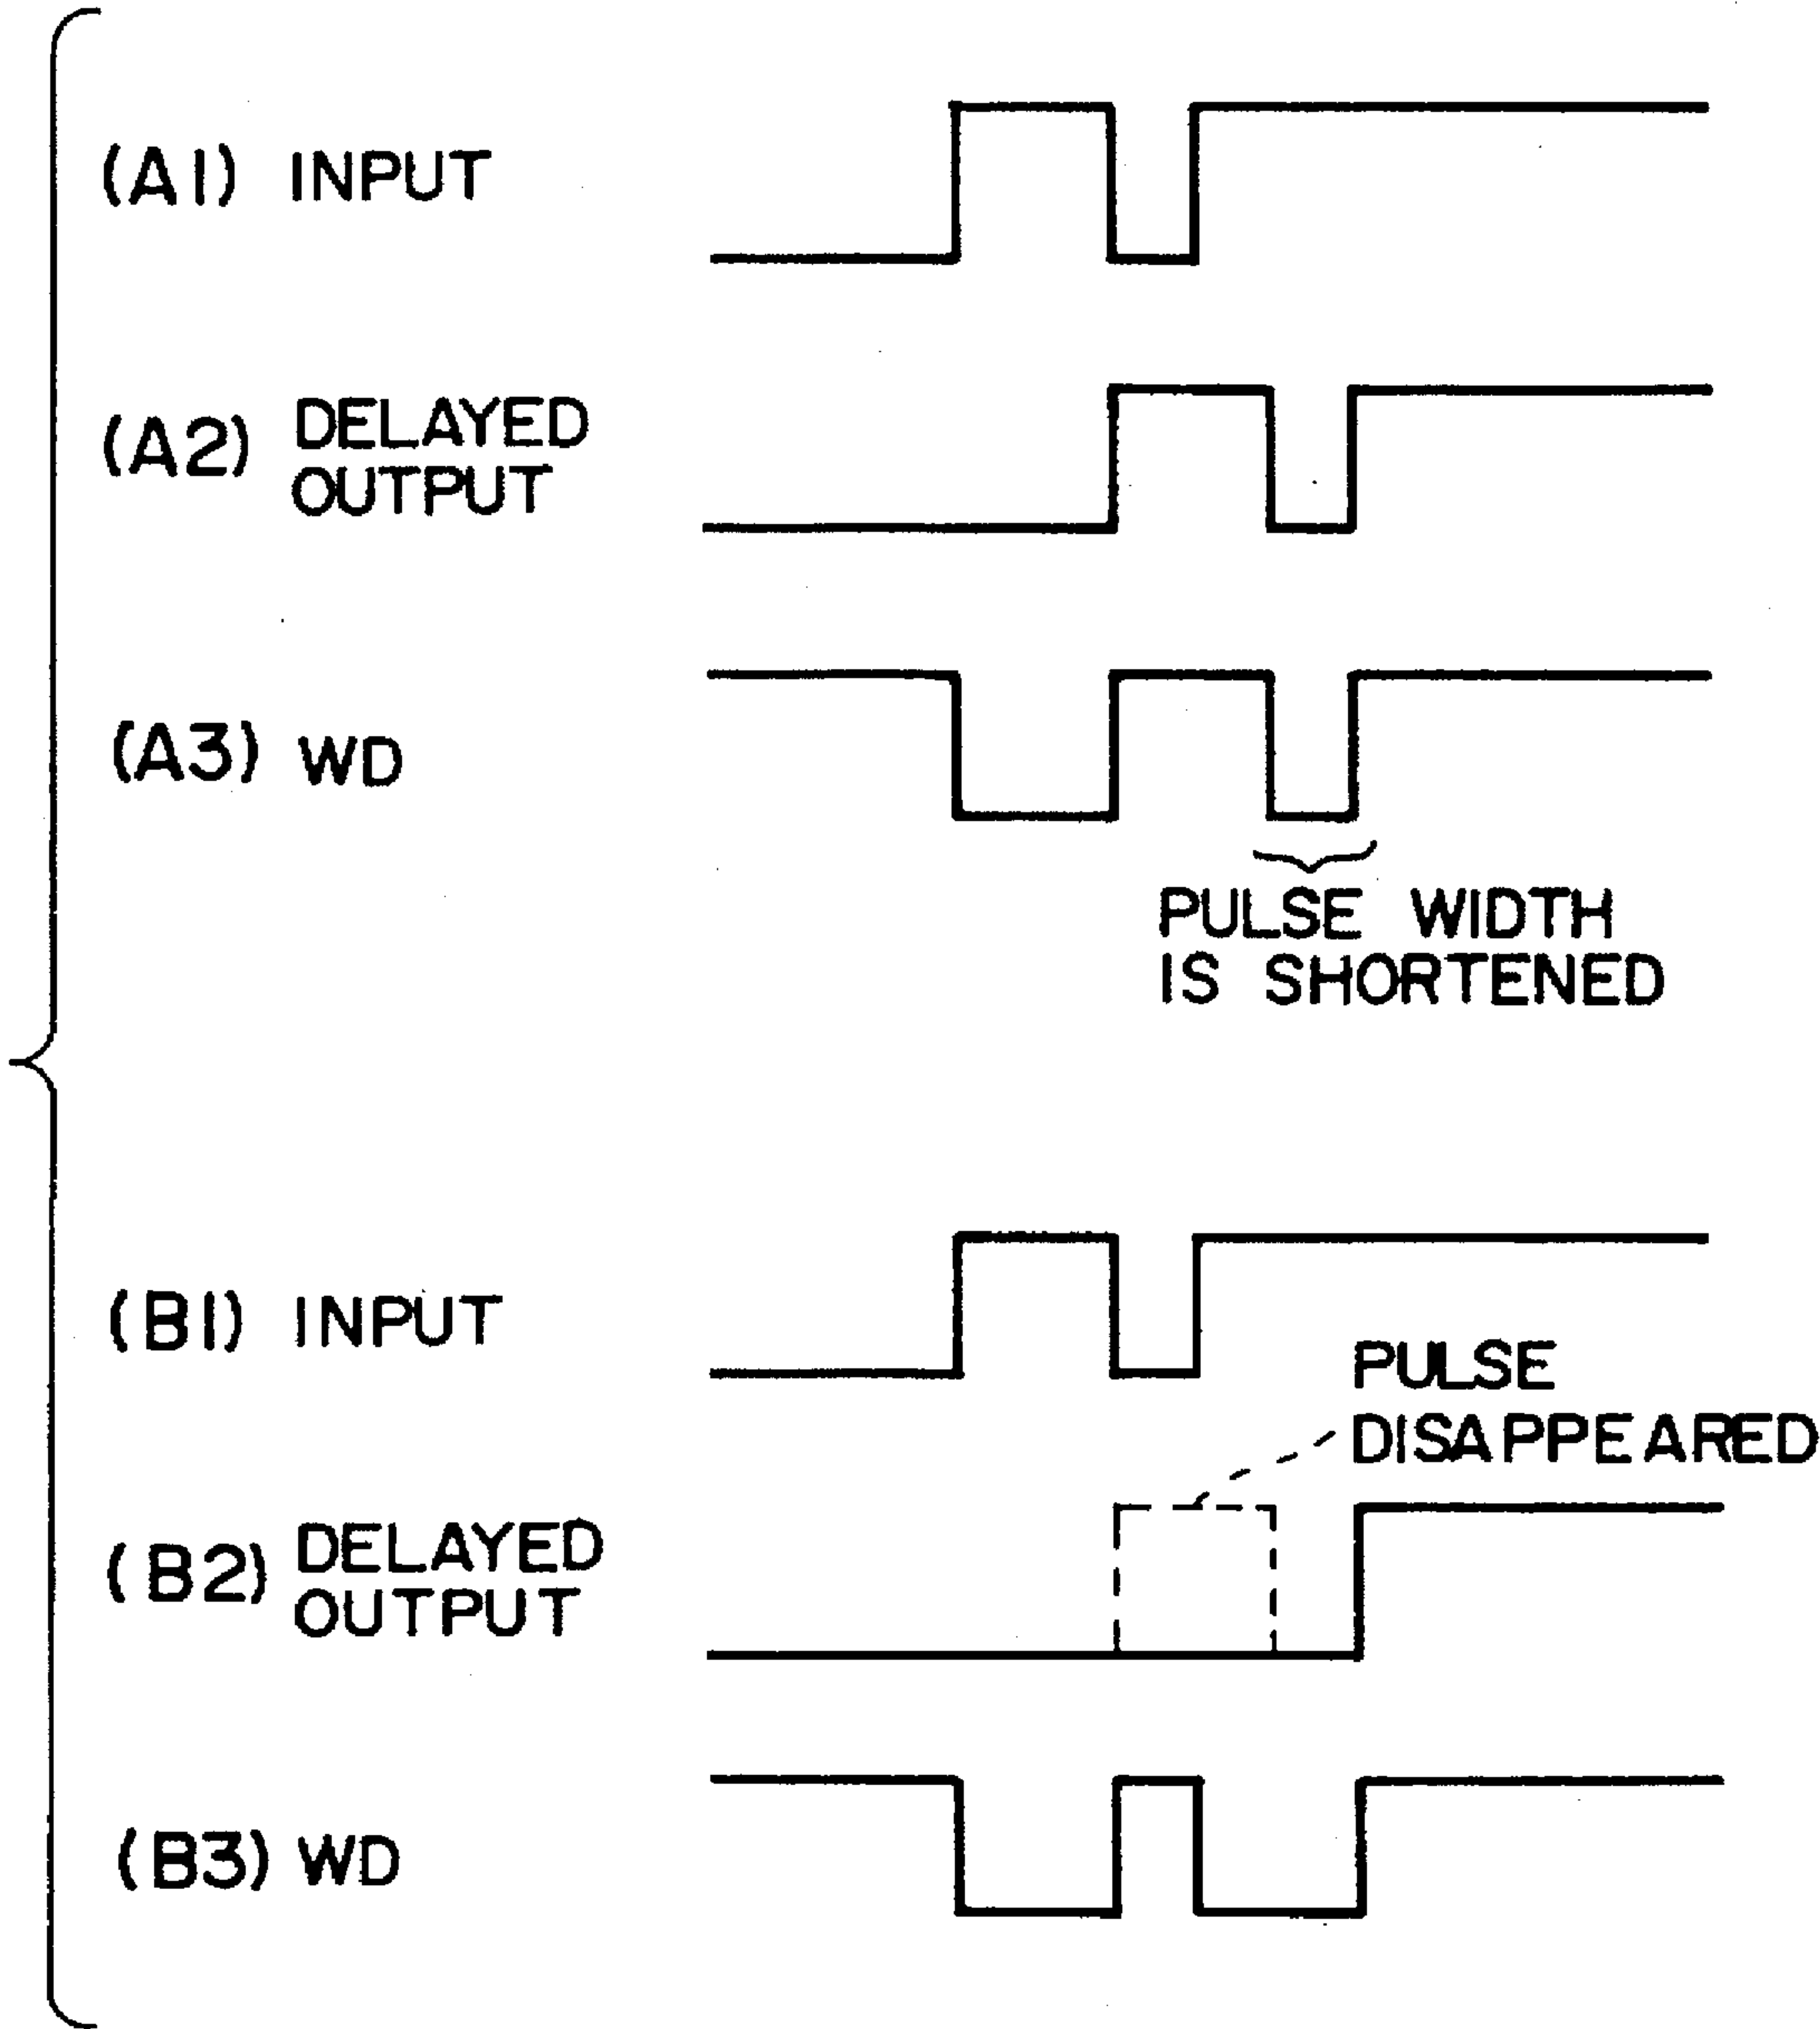 (A1) INPUT
(A2) DELAYED
OUTPUT
(A3) WD
PULSE WIDTH
IS SHORTENED
(B1) INPUT
PULSE
DISAPPEARED
(B2) DELAYED
OUTPUT
(B3) WD